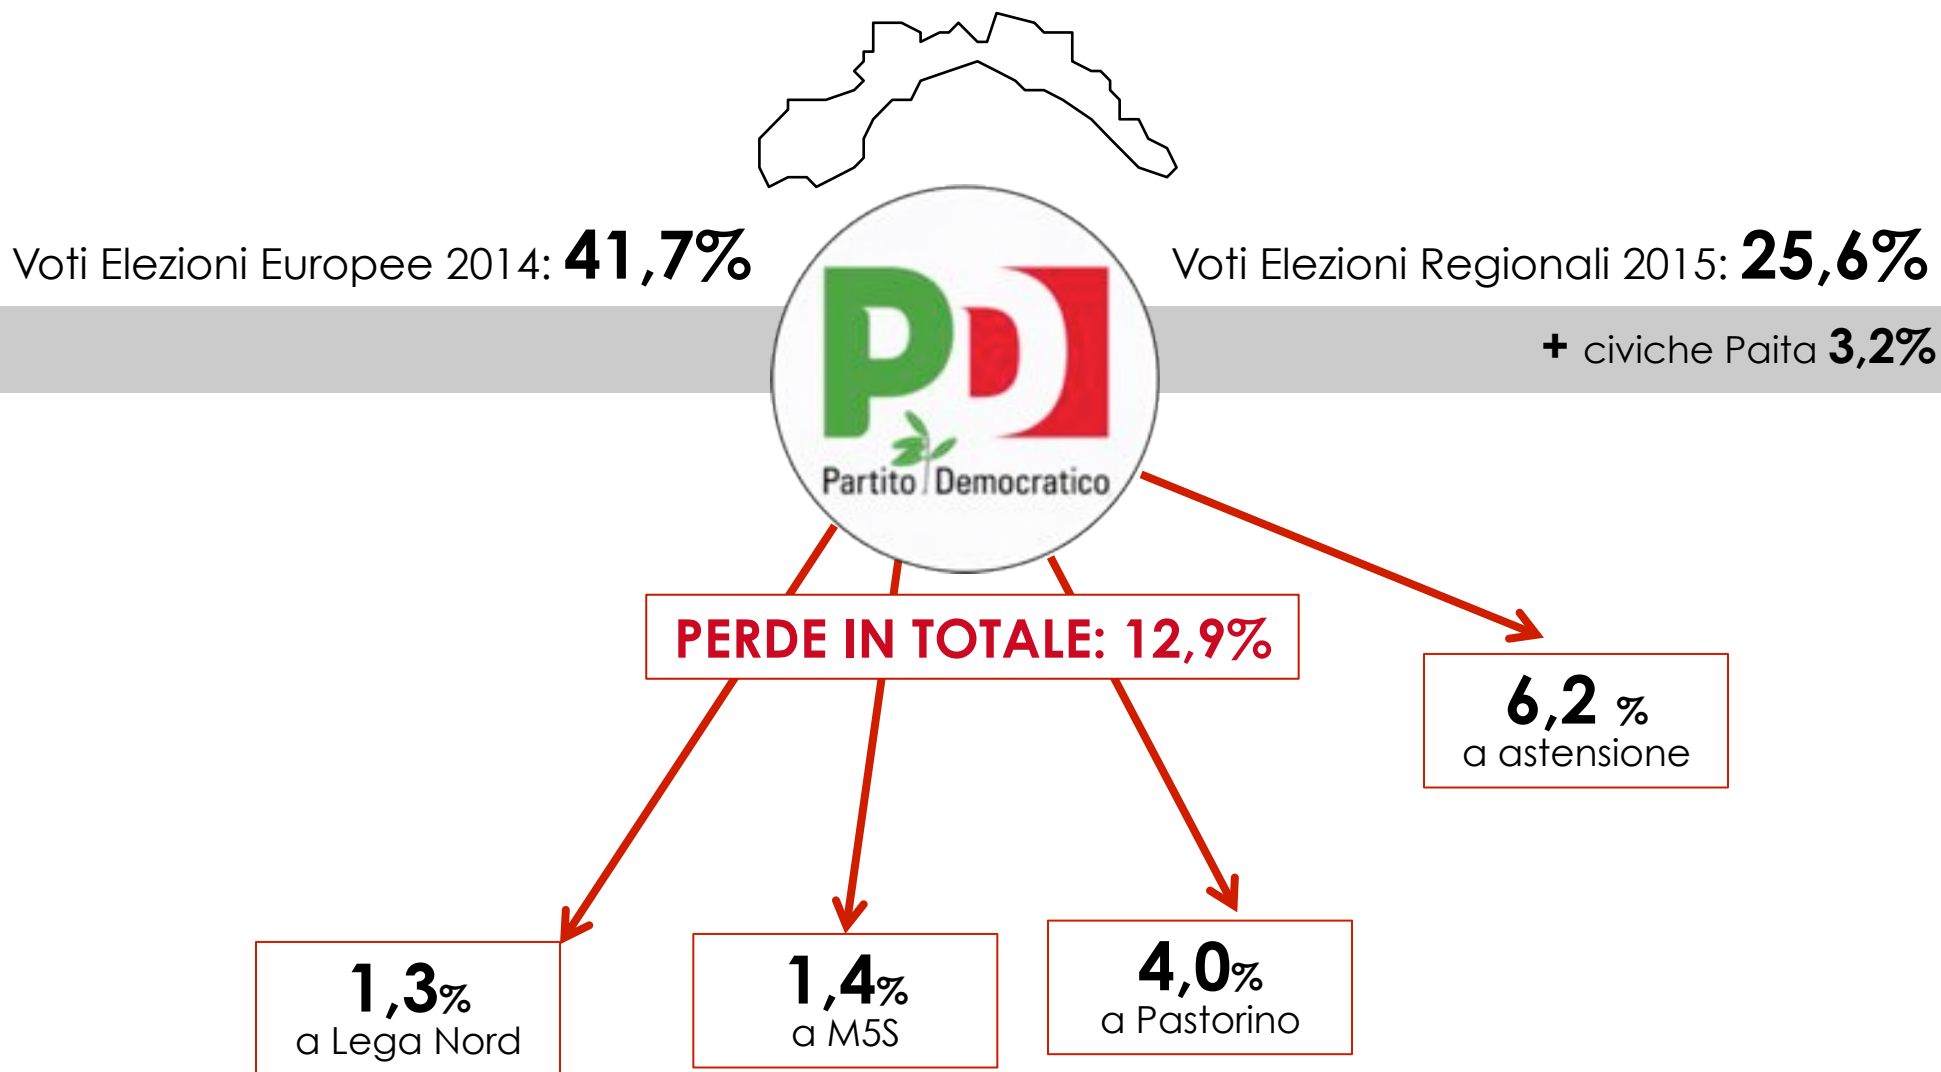 Voti Elezioni Europee 2014: 41,7%
Voti Elezioni Regionali 2015: 25,6%
+ civiche Paita 3,2%
PD
Partito Democratico
PERDE IN TOTALE: 12,9%
6,2 %
a astensione
1,3%
a Lega Nord
1,4%
a M5S
4,0%
a Pastorino